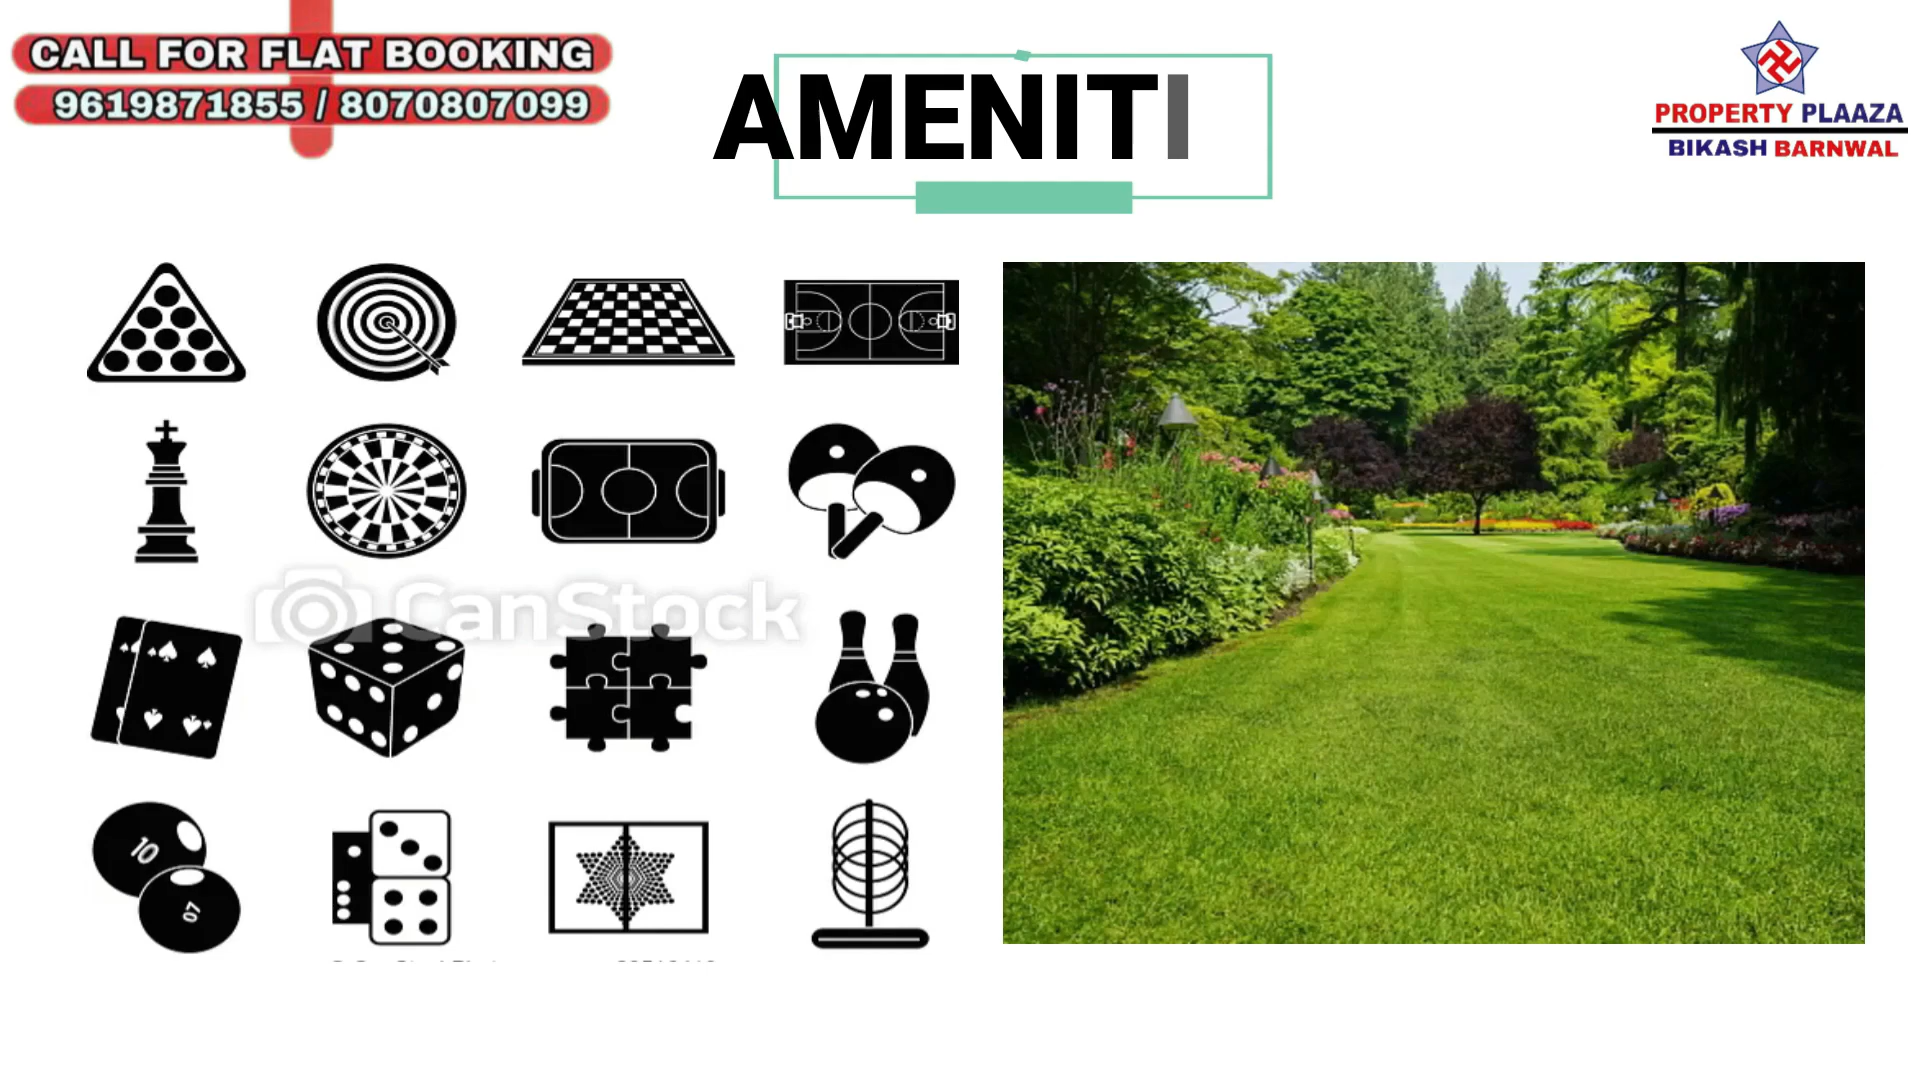 CALL FOR FLAT BOOKING
9619871855 / 8070807099
AMENITI
PROPERTY PLAAZA
BIKASH BARNWAL
CanStock
10
07